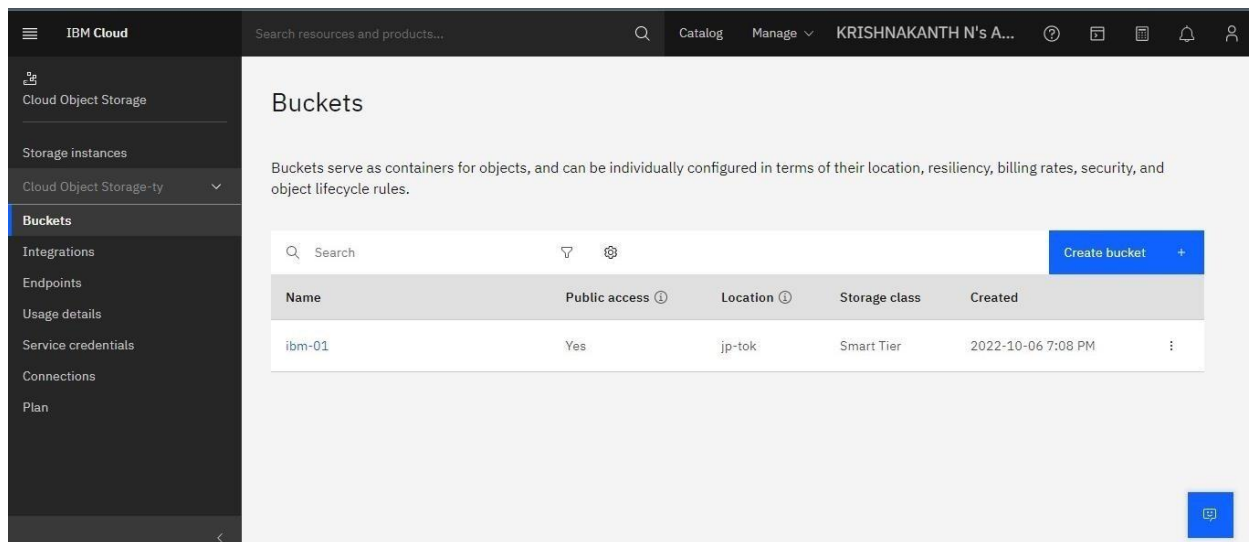 IBM Cloud
Search resources and products...
Catalog
Manage
KRISHNAKANTH N's A...
Cloud Object Storage
Storage instances
Cloud Object Storage-ty
Buckets
Integrations
Endpoints
Usage details
Service credentials
Connections
Plan
Buckets
Buckets serve as containers for objects, and can be individually configured in terms of their location, resiliency, billing rates, security, and
object lifecycle rules.
Search
Create bucket +
Name Public access Location Storage class Created
ibm-01 Yes jp-tok Smart Tier 2022-10-06 7:08 PM